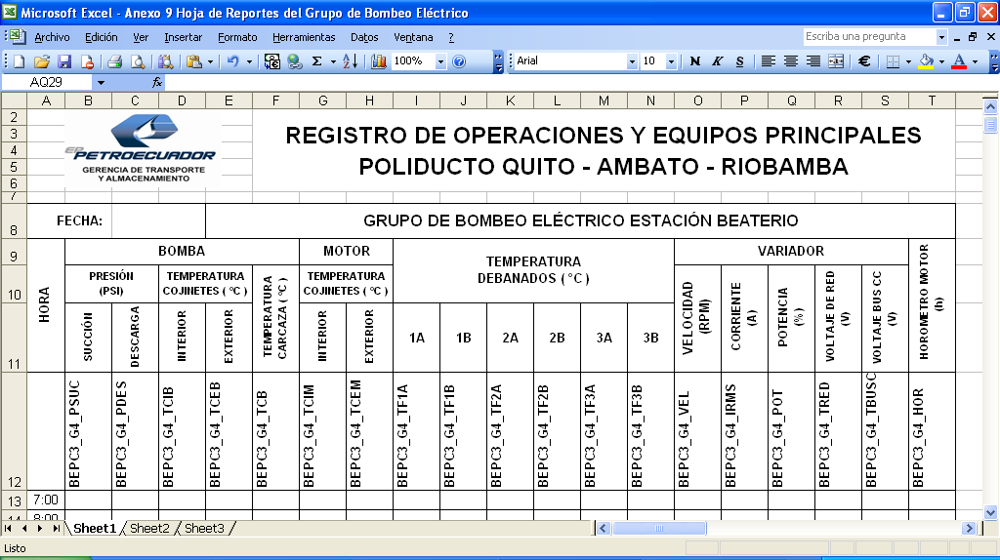 Microsoft Excel - Anexo 9 Hoja de Reportes del Grupo de Bombeo Eléctrico
Archivo Edición Ver Insertar Formato Herramientas Datos Ventana ? Escriba una pregunta
100% Arial 10 N K S €
AQ29 fx
A B C D E F G H I J K L M N O P Q R S T
2
3
4
5
6
7
8
9
10
11
12
13
14
EP PETROECUADOR
GERENCIA DE TRANSPORTE
Y ALMACENAMIENTO
REGISTRO DE OPERACIONES Y EQUIPOS PRINCIPALES
POLIDUCTO QUITO - AMBATO - RIOBAMBA
FECHA: GRUPO DE BOMBEO ELÉCTRICO ESTACIÓN BEATERIO
HORA
BOMBA
MOTOR
TEMPERATURA
DEBANADOS ( °C )
VARIADOR
HOROMETRO MOTOR
(h)
PRESIÓN
(PSI)
TEMPERATURA
COJINETES ( °C )
TEMPERATURA
CARCAZA ( °C )
TEMPERATURA
COJINETES ( °C )
SUCCIÓN
DESCARGA
INTERIOR
EXTERIOR
INTERIOR
EXTERIOR
1A 1B 2A 2B 3A 3B
VELOCIDAD
(RPM)
CORRIENTE
(A)
POTENCIA
(%)
VOLTAJE DE RED
(V)
VOLTAJE BUS CC
(V)
BEPC3_G4_PSUC
BEPC3_G4_PDES
BEPC3_G4_TCIB
BEPC3_G4_TCEB
BEPC3_G4_TCB
BEPC3_G4_TCIM
BEPC3_G4_TCEM
BEPC3_G4_TF1A
BEPC3_G4_TF1B
BEPC3_G4_TF2A
BEPC3_G4_TF2B
BEPC3_G4_TF3A
BEPC3_G4_TF3B
BEPC3_G4_VEL
BEPC3_G4_IRMS
BEPC3_G4_POT
BEPC3_G4_TRED
BEPC3_G4_TBUSC
BEPC3_G4_HOR
7:00
8:00
Sheet1 Sheet2 Sheet3
Listo